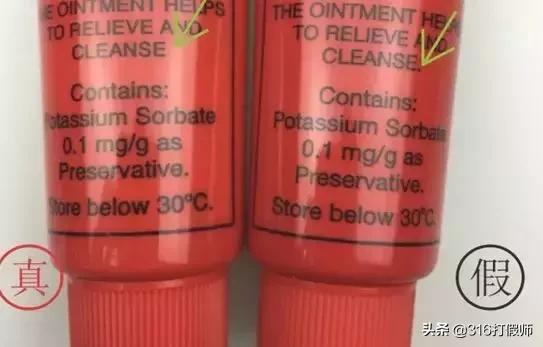 THE OINTMENT HELPS
TO RELIEVE AND
CLEANSE
Contains:
Potassium Sorbate
0.1 mg/g as
Preservative.
Store below 30°C.
真
THE OINTMENT HELPS
TO RELIEVE AND
CLEANSE.
Contains:
Potassium Sorbate
0.1 mg/g as
Preservative.
Store below 30°C.
假
头条 @316打假师